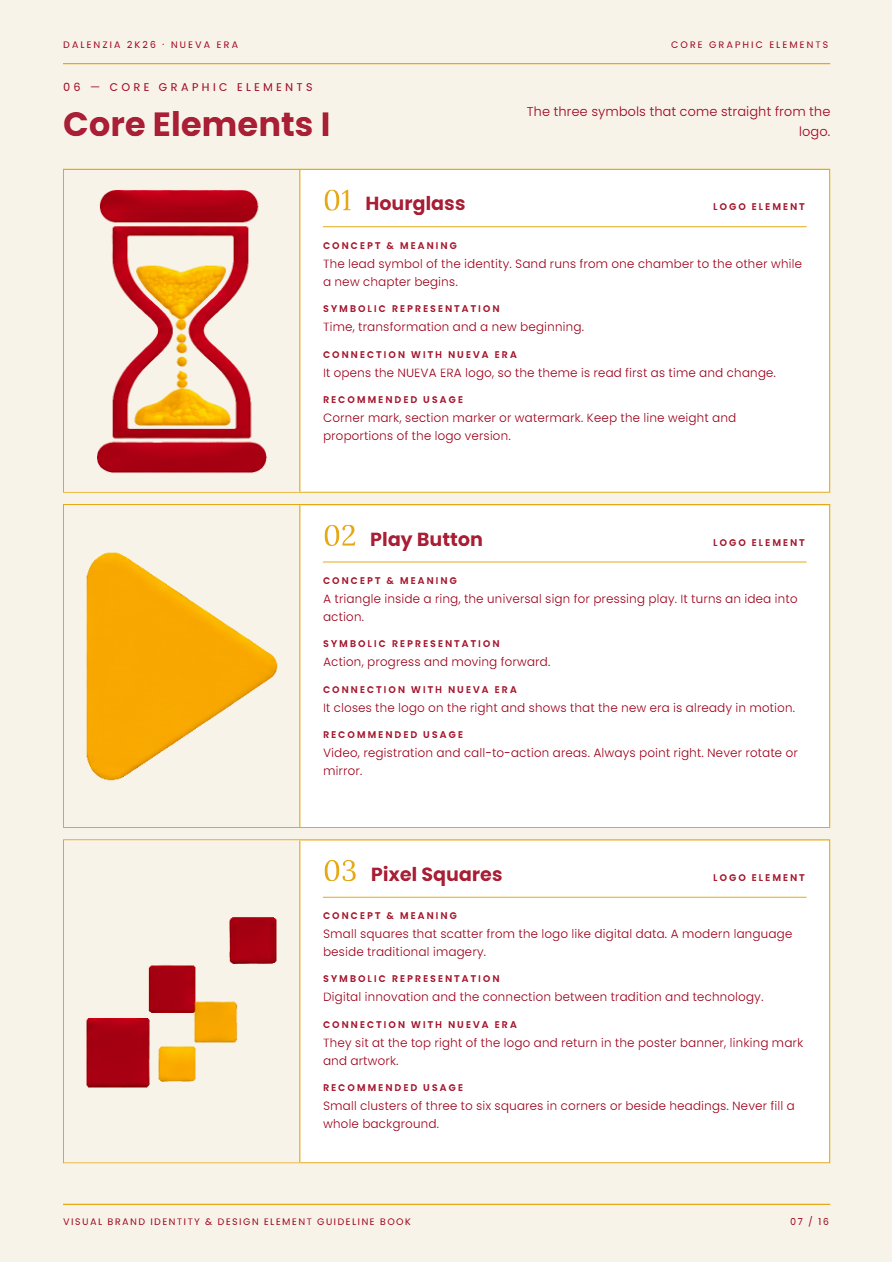 DALENZIA 2K26 · NUEVA ERA
CORE GRAPHIC ELEMENTS
06 — CORE GRAPHIC ELEMENTS
Core Elements I
The three symbols that come straight from the
logo.
01 Hourglass
LOGO ELEMENT
CONCEPT & MEANING
The lead symbol of the identity. Sand runs from one chamber to the other while
a new chapter begins.
SYMBOLIC REPRESENTATION
Time, transformation and a new beginning.
CONNECTION WITH NUEVA ERA
It opens the NUEVA ERA logo, so the theme is read first as time and change.
RECOMMENDED USAGE
Corner mark, section marker or watermark. Keep the line weight and
proportions of the logo version.
02 Play Button
LOGO ELEMENT
CONCEPT & MEANING
A triangle inside a ring, the universal sign for pressing play. It turns an idea into
action.
SYMBOLIC REPRESENTATION
Action, progress and moving forward.
CONNECTION WITH NUEVA ERA
It closes the logo on the right and shows that the new era is already in motion.
RECOMMENDED USAGE
Video, registration and call-to-action areas. Always point right. Never rotate or
mirror.
03 Pixel Squares
LOGO ELEMENT
CONCEPT & MEANING
Small squares that scatter from the logo like digital data. A modern language
beside traditional imagery.
SYMBOLIC REPRESENTATION
Digital innovation and the connection between tradition and technology.
CONNECTION WITH NUEVA ERA
They sit at the top right of the logo and return in the poster banner, linking mark
and artwork.
RECOMMENDED USAGE
Small clusters of three to six squares in corners or beside headings. Never fill a
whole background.
VISUAL BRAND IDENTITY & DESIGN ELEMENT GUIDELINE BOOK
07 / 16